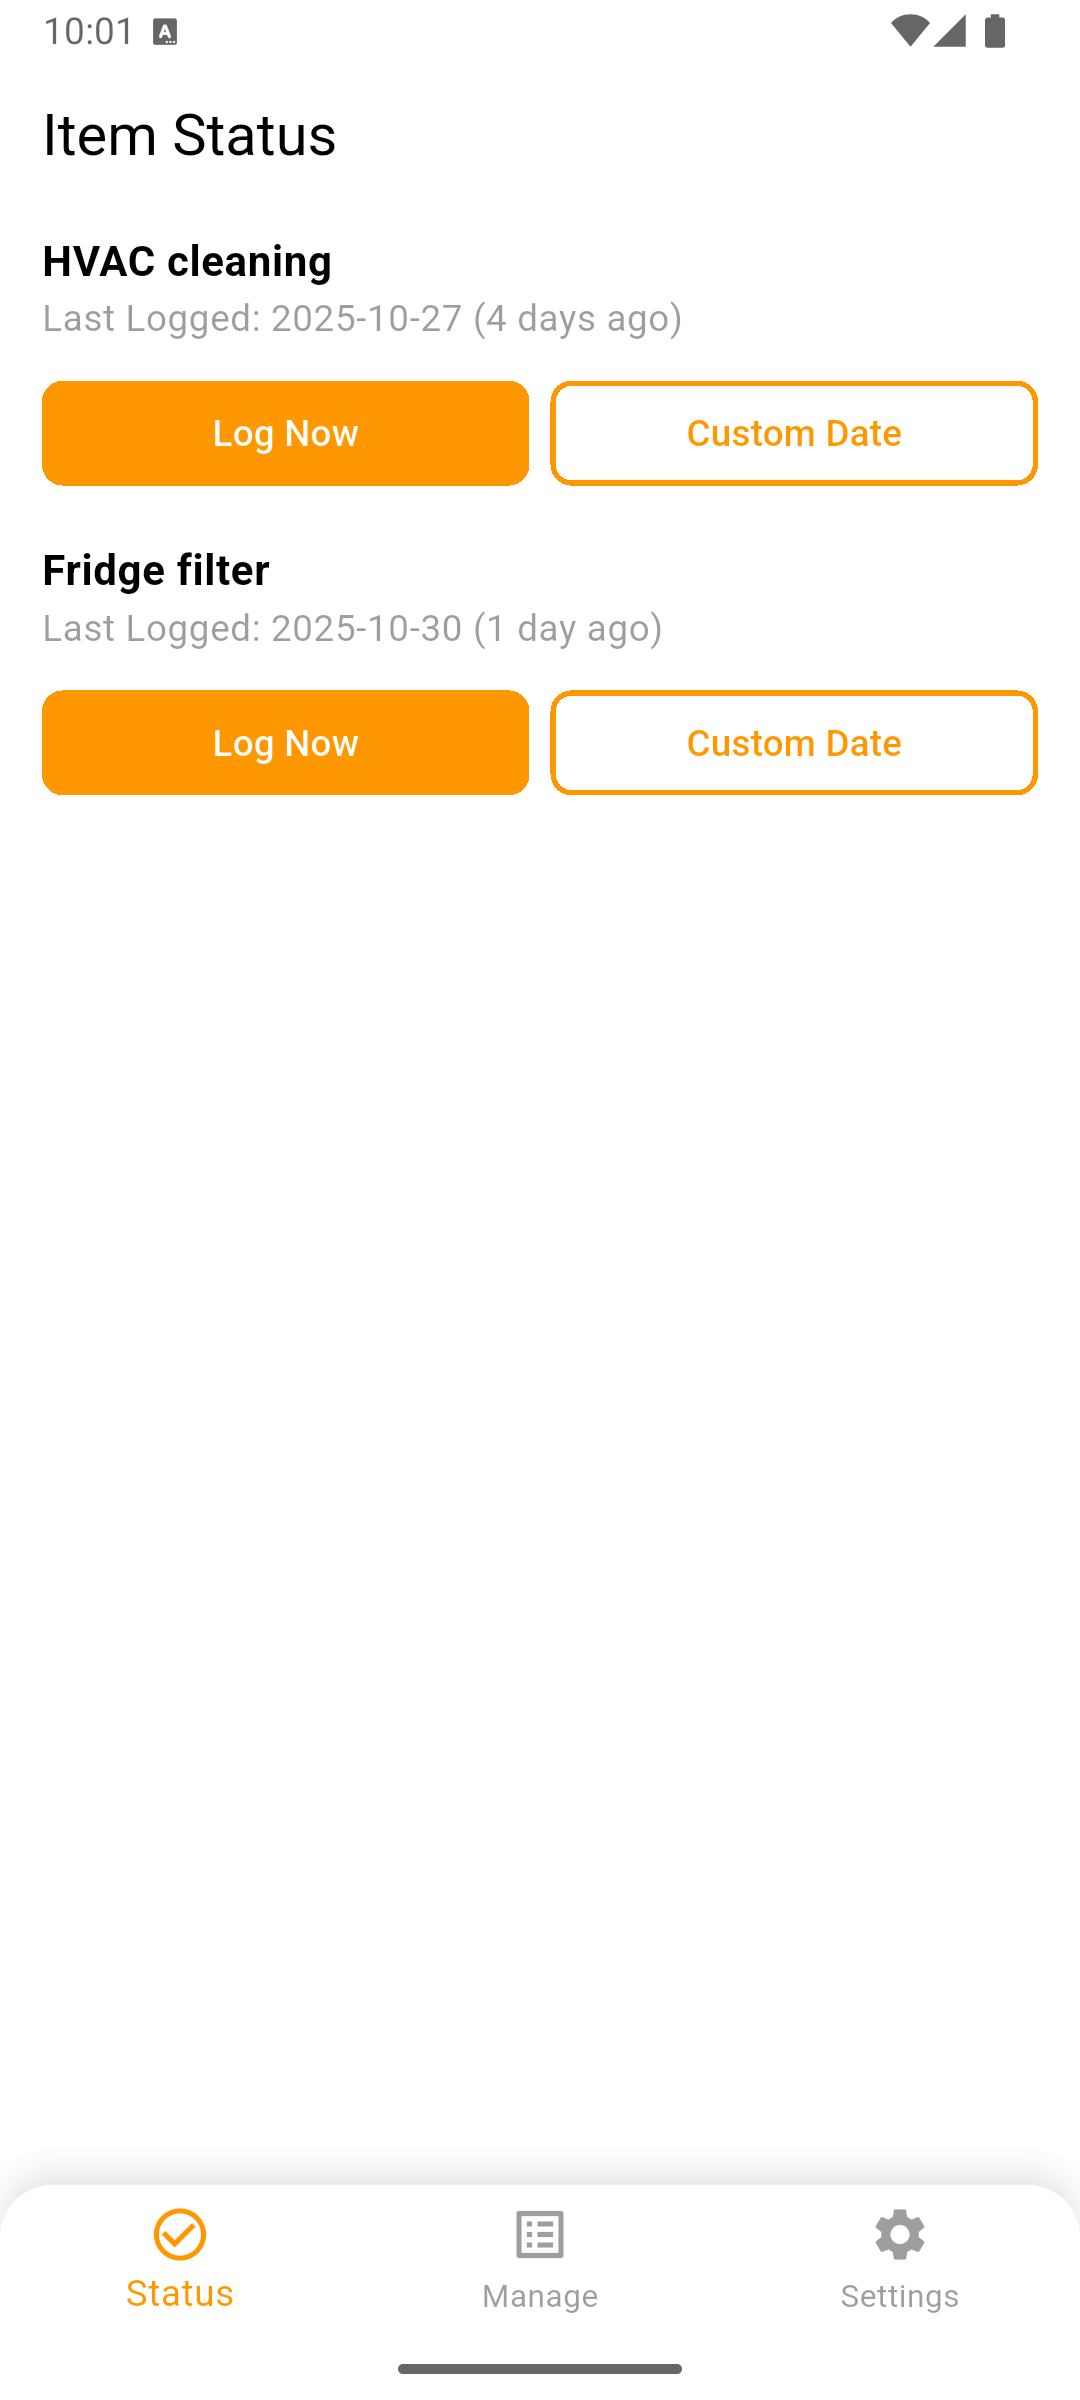 10:01
Item Status
HVAC cleaning
Last Logged: 2025-10-27 (4 days ago)
Log Now
Custom Date
Fridge filter
Last Logged: 2025-10-30 (1 day ago)
Log Now
Custom Date
Status
Manage
Settings